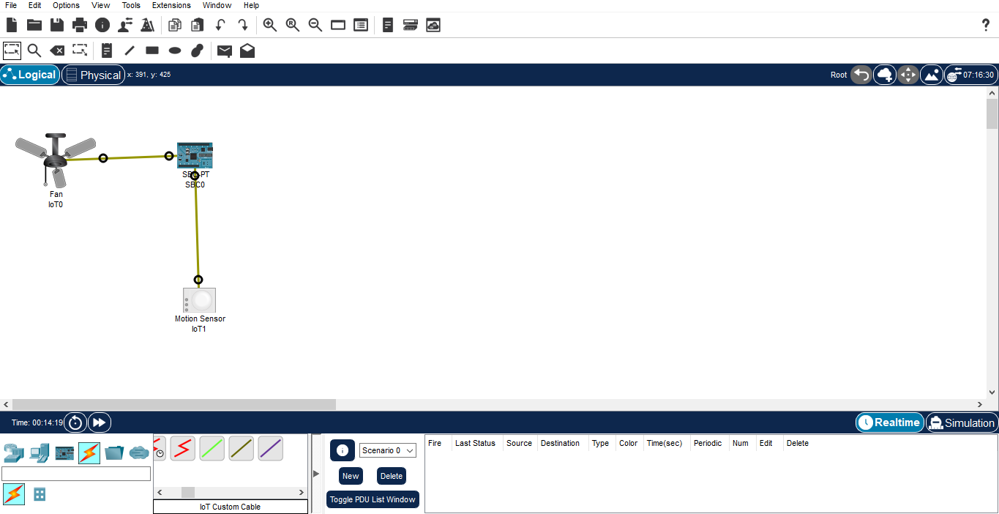 File Edit Options View Tools Extensions Window Help
?
Logical Physical x: 391, y: 425 Root 07:16:30
SBC-PT
SBC0
Fan
IoT0
Motion Sensor
IoT1
Time: 00:14:19 Realtime Simulation
Scenario 0 Fire Last Status Source Destination Type Color Time(sec) Periodic Num Edit Delete
New Delete
Toggle PDU List Window
IoT Custom Cable